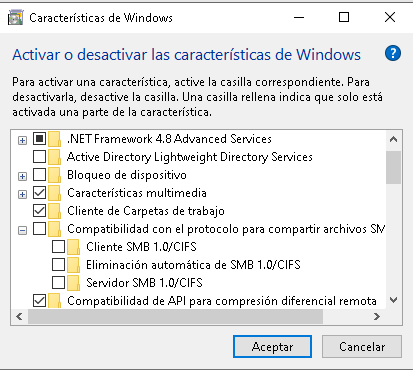 Características de Windows
Activar o desactivar las características de Windows
Para activar una característica, active la casilla correspondiente. Para
desactivarla, desactive la casilla. Una casilla rellena indica que solo está
activada una parte de la característica.
.NET Framework 4.8 Advanced Services
Active Directory Lightweight Directory Services
Bloqueo de dispositivo
Características multimedia
Cliente de Carpetas de trabajo
Compatibilidad con el protocolo para compartir archivos SM
Cliente SMB 1.0/CIFS
Eliminación automática de SMB 1.0/CIFS
Servidor SMB 1.0/CIFS
Compatibilidad de API para compresión diferencial remota
Aceptar
Cancelar